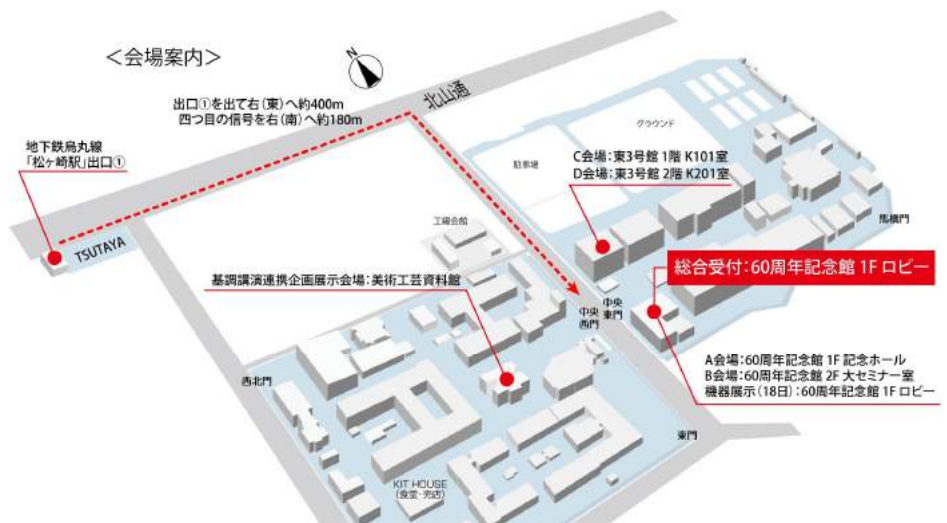 ＜会場案内＞
N
北山通
出口①を出て右（東）へ約400m
四つ目の信号を右（南）へ約180m
地下鉄烏丸線
「松ヶ崎駅」出口①
TSUTAYA
グラウンド
駐車場
C会場：東3号館 1階 K101室
D会場：東3号館 2階 K201室
工繊会館
馬橋門
総合受付：60周年記念館 1F ロビー
基調講演連携企画展示会場：美術工芸資料館
中央
西門
中央
東門
A会場：60周年記念館 1F 記念ホール
B会場：60周年記念館 2F 大セミナー室
機器展示（18日）：60周年記念館 1F ロビー
西北門
東門
KIT HOUSE
（食堂・売店）